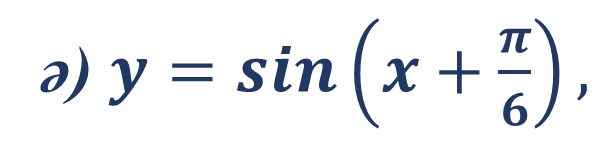 ә) y = sin(x + π/6),